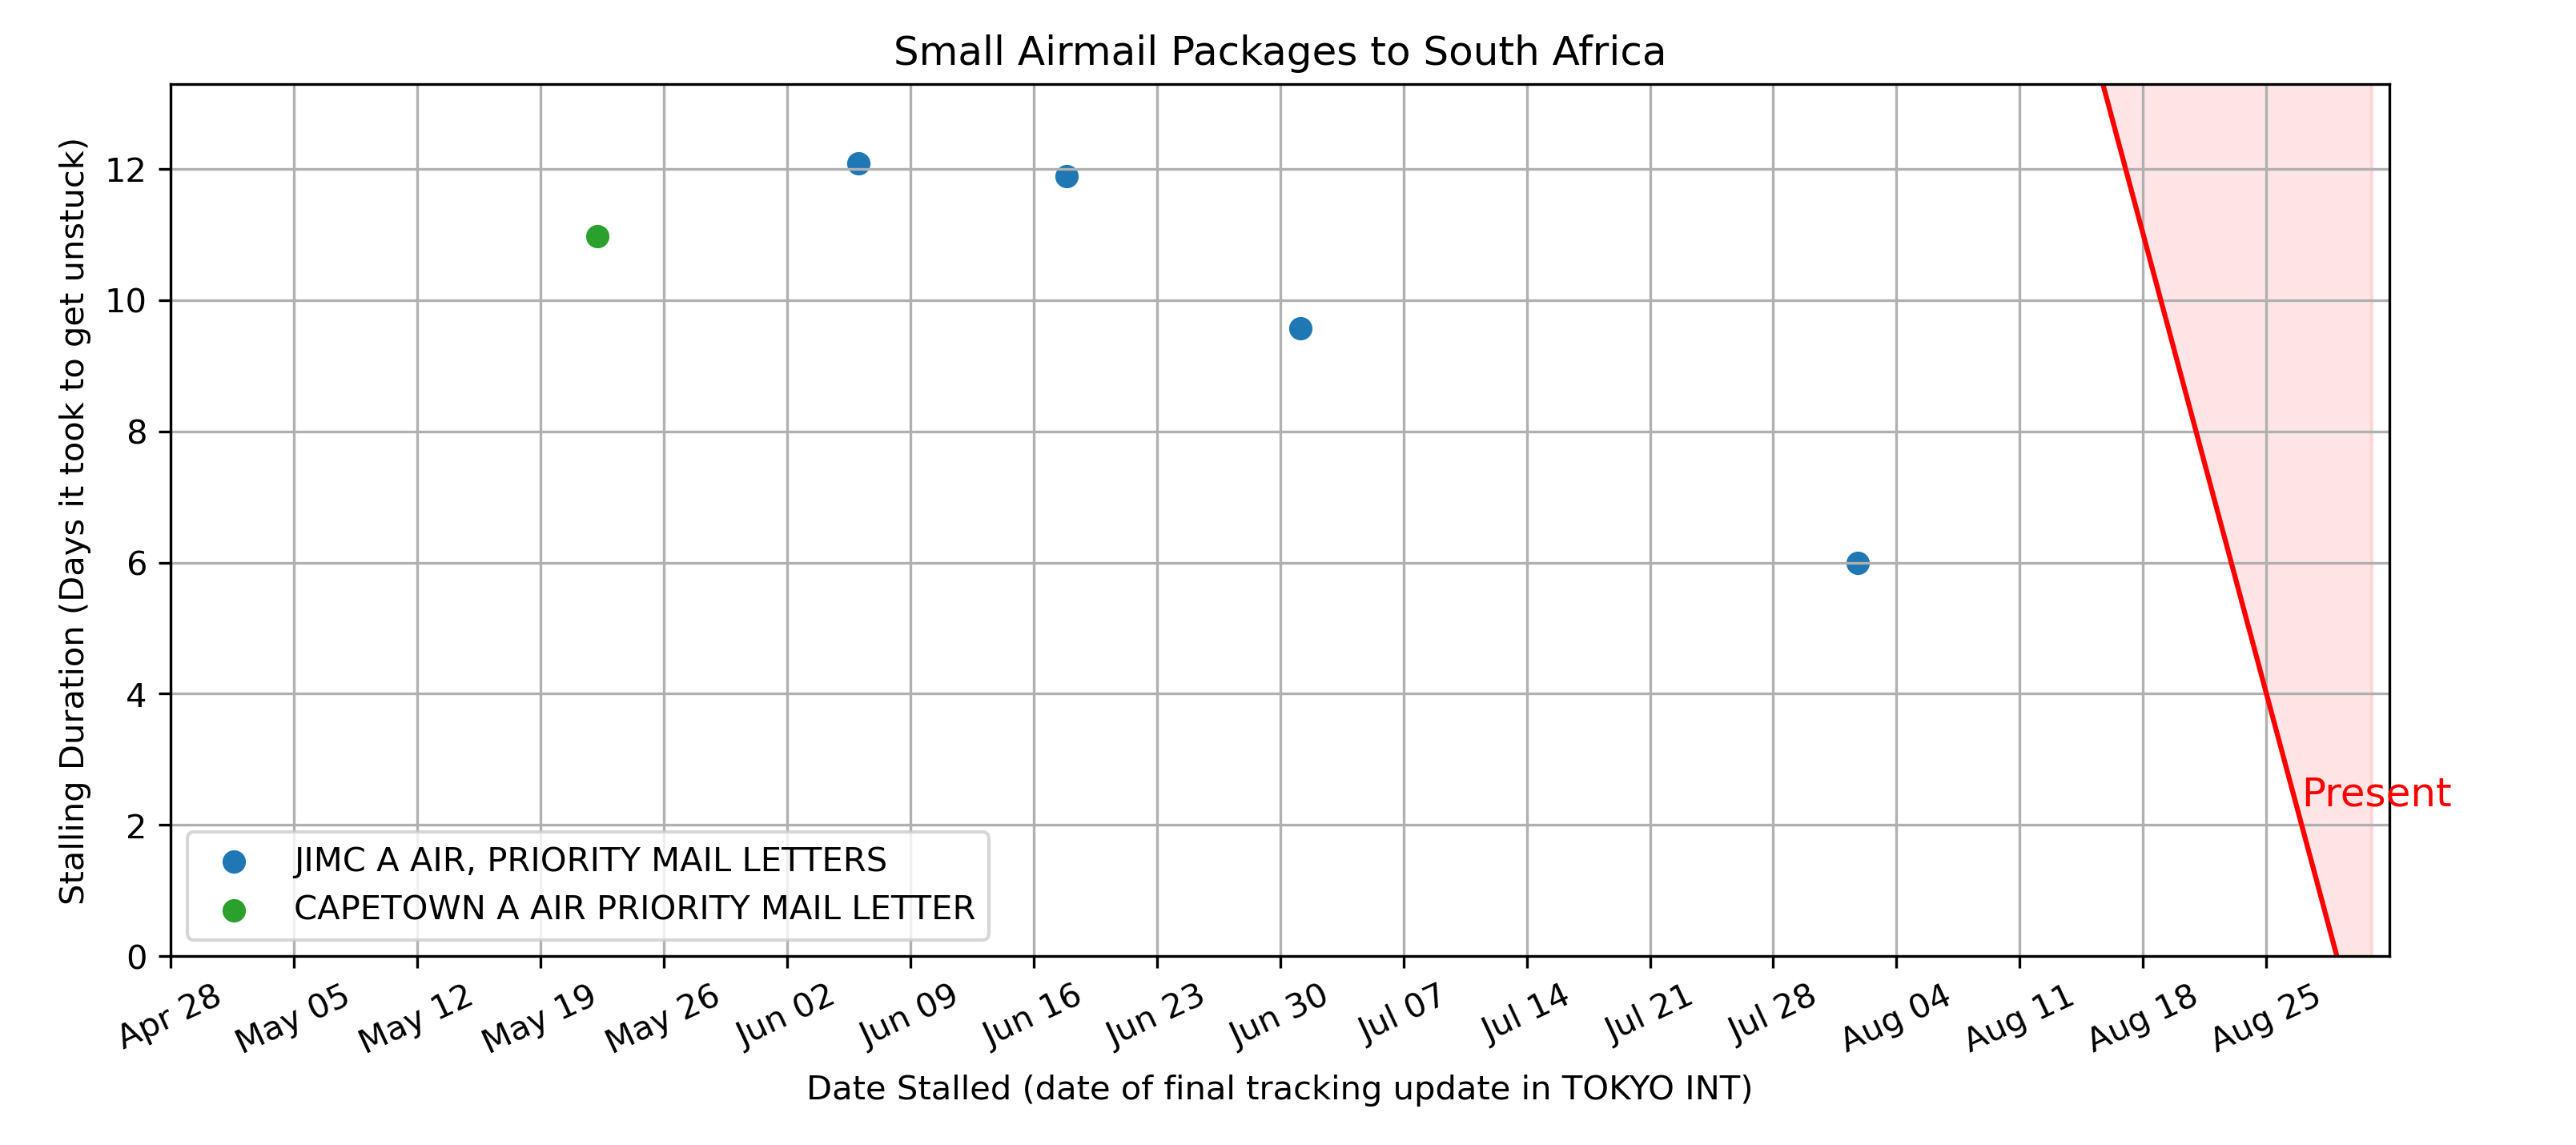 Small Airmail Packages to South Africa
Stalling Duration (Days it took to get unstuck)
12
10
8
6
4
2
0
Present
JIMC A AIR, PRIORITY MAIL LETTERS
CAPETOWN A AIR PRIORITY MAIL LETTER
Apr 28 May 05 May 12 May 19 May 26 Jun 02 Jun 09 Jun 16 Jun 23 Jun 30 Jul 07 Jul 14 Jul 21 Jul 28 Aug 04 Aug 11 Aug 18 Aug 25
Date Stalled (date of final tracking update in TOKYO INT)